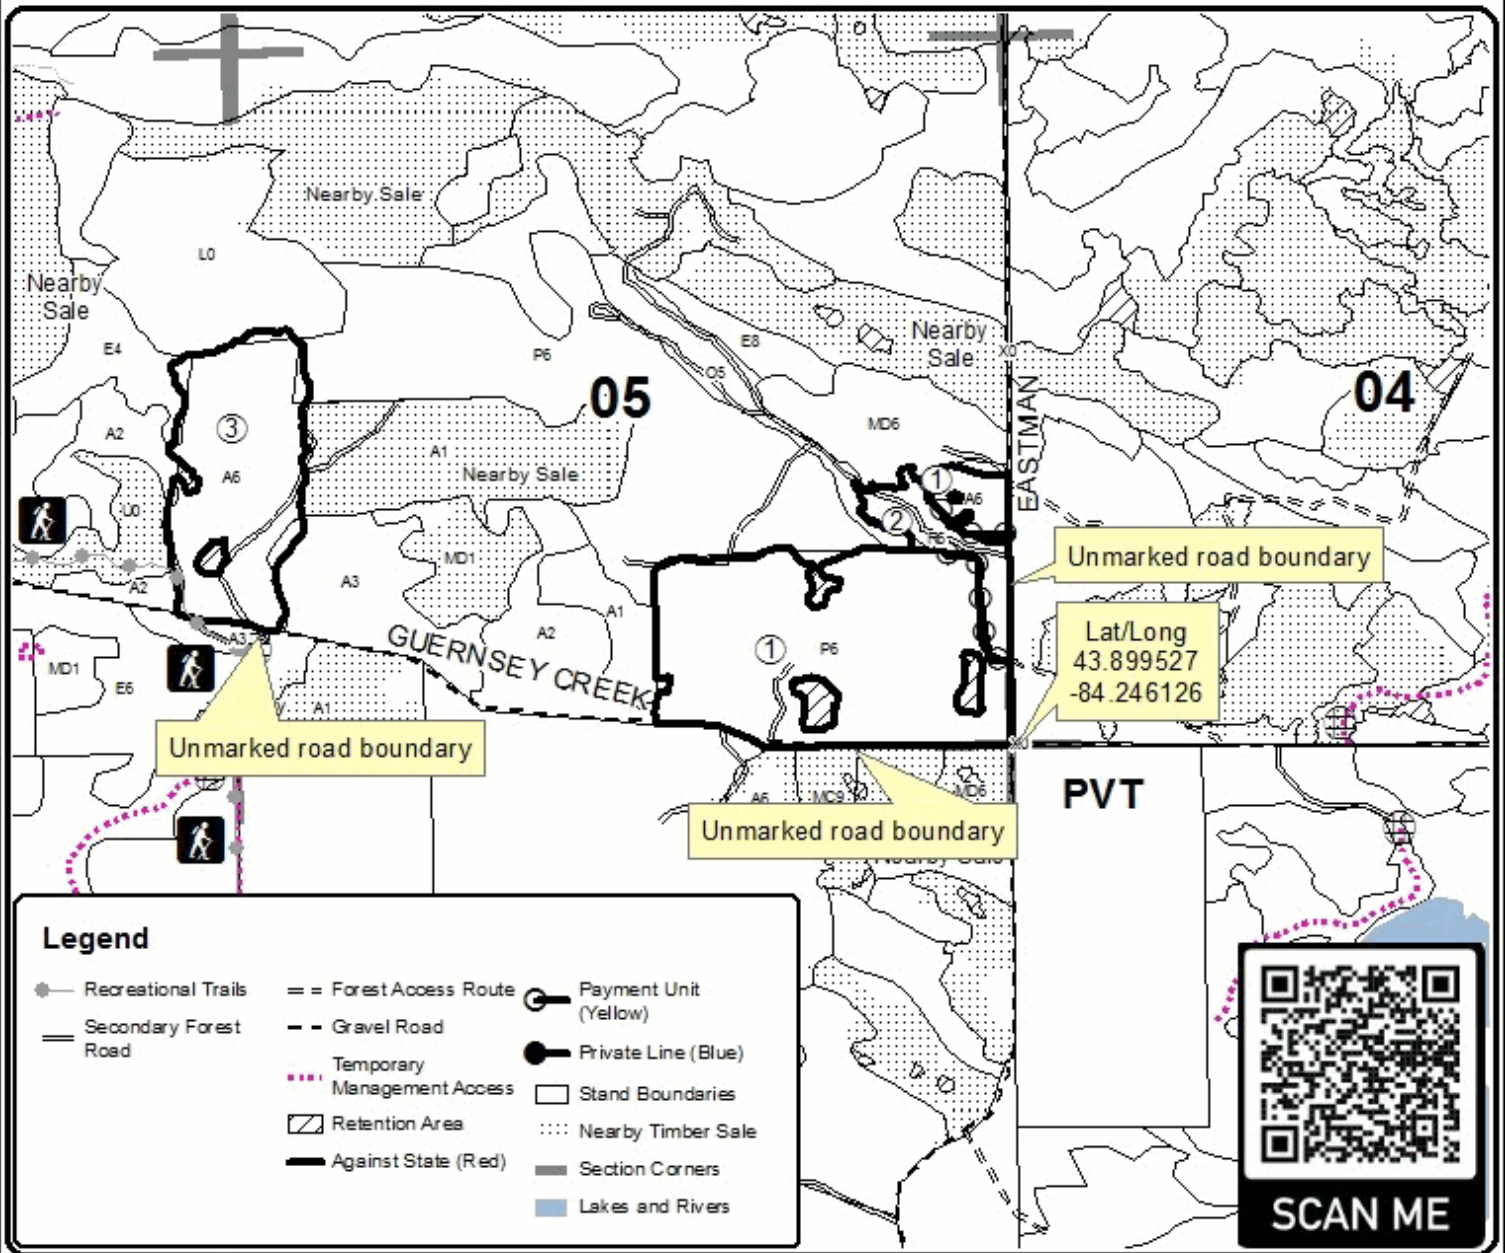 Nearby Sale
L0
Nearby
Sale
E4
P6
E8
O5
Nearby
Sale
X0
05
04
3
A2
A1
MD6
EASTMAN
A6
Nearby Sale
1
A6
U0
2
MD1
Unmarked road boundary
A2
A3
A1
Lat/Long
43.899527
-84.246126
A3
A2
GUERNSEY CREEK
1
P6
MD1
E6
A1
Unmarked road boundary
PVT
A6
MC9
MD6
Unmarked road boundary
Nearby Sale
Legend
Recreational Trails
Secondary Forest
Road
Forest Access Route
Gravel Road
Temporary
Management Access
Retention Area
Against State (Red)
Payment Unit
(Yellow)
Private Line (Blue)
Stand Boundaries
Nearby Timber Sale
Section Corners
Lakes and Rivers
SCAN ME